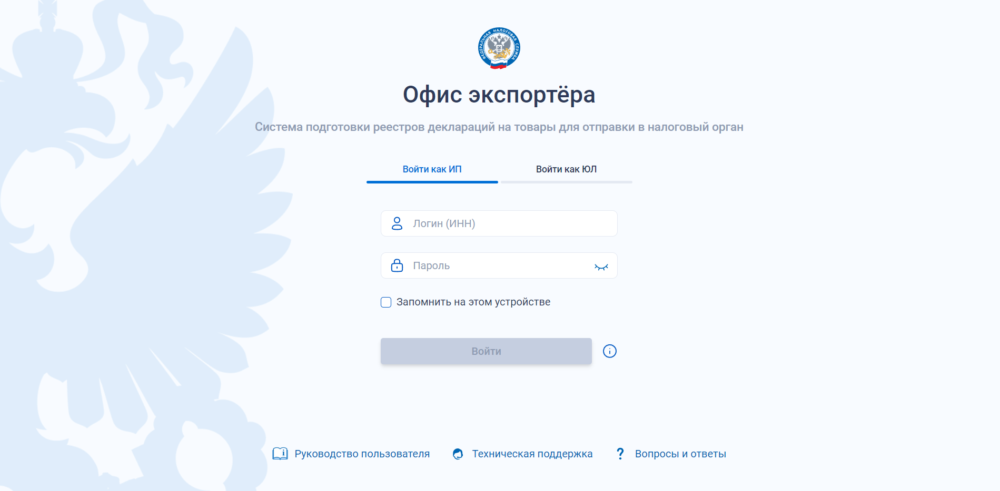 ФЕДЕРАЛЬНАЯ НАЛОГОВАЯ СЛУЖБА
Офис экспортёра
Система подготовки реестров деклараций на товары для отправки в налоговый орган
Войти как ИП
Войти как ЮЛ
Логин (ИНН)
Пароль
Запомнить на этом устройстве
Войти
Руководство пользователя
Техническая поддержка
Вопросы и ответы